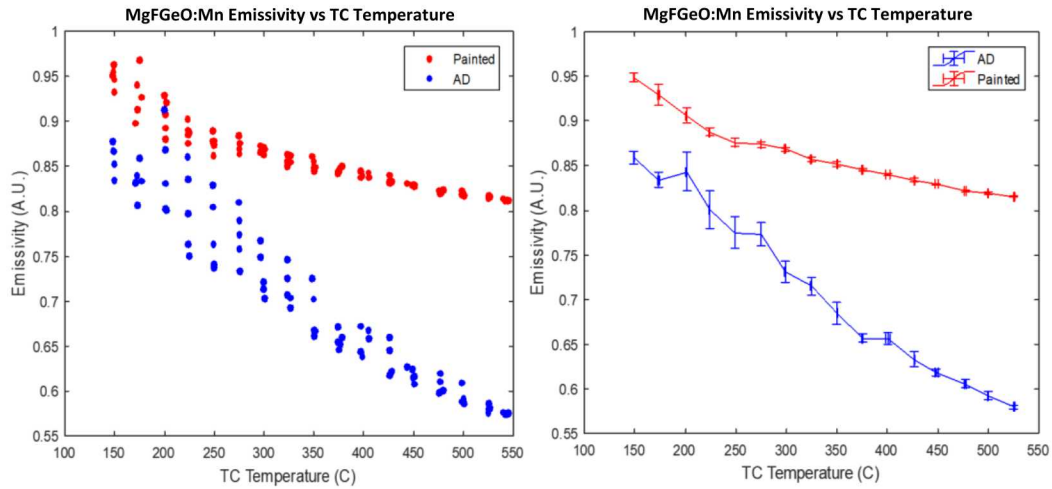 MgFGeO:Mn Emissivity vs TC Temperature
1
0.95
0.9
0.85
0.8
0.75
0.7
0.65
0.6
0.55
Emissivity (A.U.)
Painted
AD
100 150 200 250 300 350 400 450 500 550
TC Temperature (C)
MgFGeO:Mn Emissivity vs TC Temperature
1
0.95
0.9
0.85
0.8
0.75
0.7
0.65
0.6
0.55
Emissivity (A.U.)
AD
Painted
100 150 200 250 300 350 400 450 500 550
TC Temperature (C)